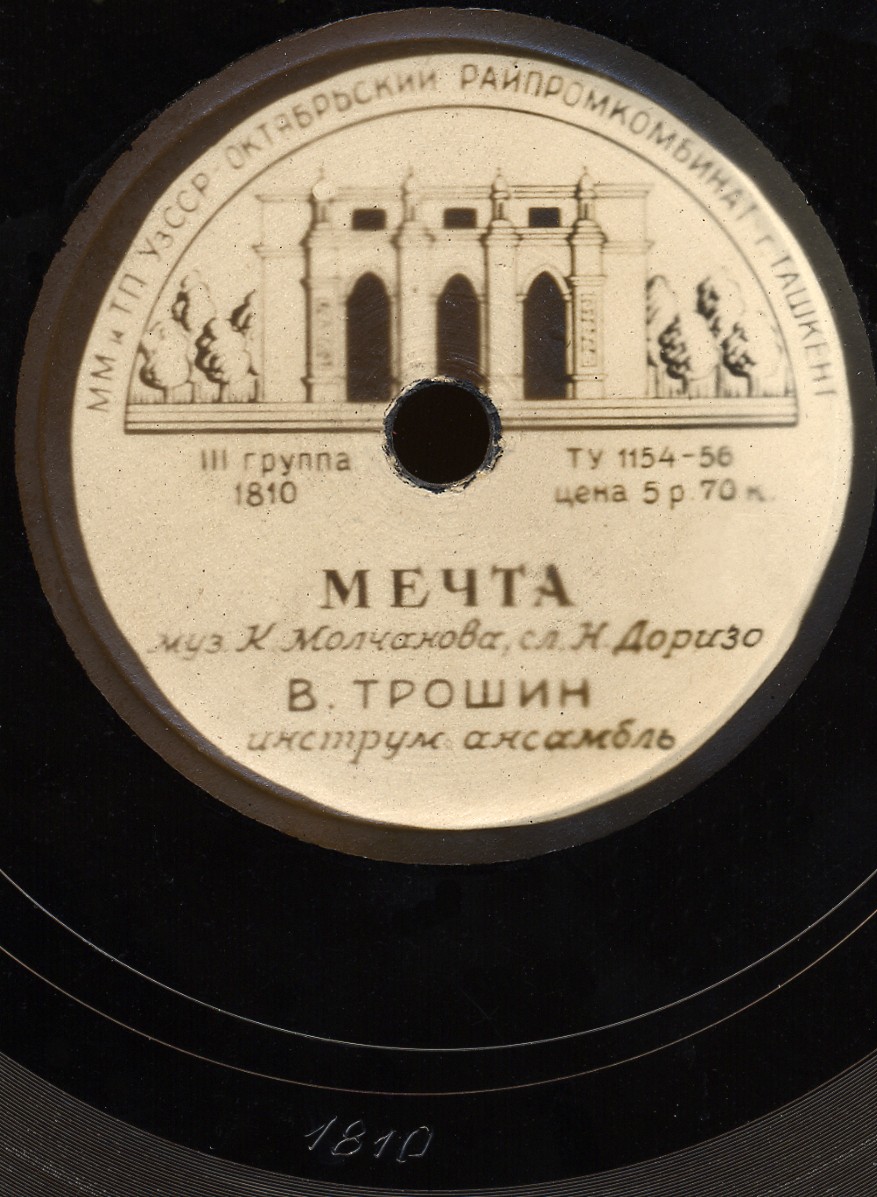 ММ и ТП УзССР-ОКТЯБРЬСКИЙ РАЙПРОМКОМБИНАТ г. ТАШКЕНТ
III группа
1810
ТУ 1154-56
цена 5 р. 70 к.
МЕЧТА
муз. К. Молчанова, сл. Н. Доризо
В. ТРОШИН
инструм. ансамбль
1810